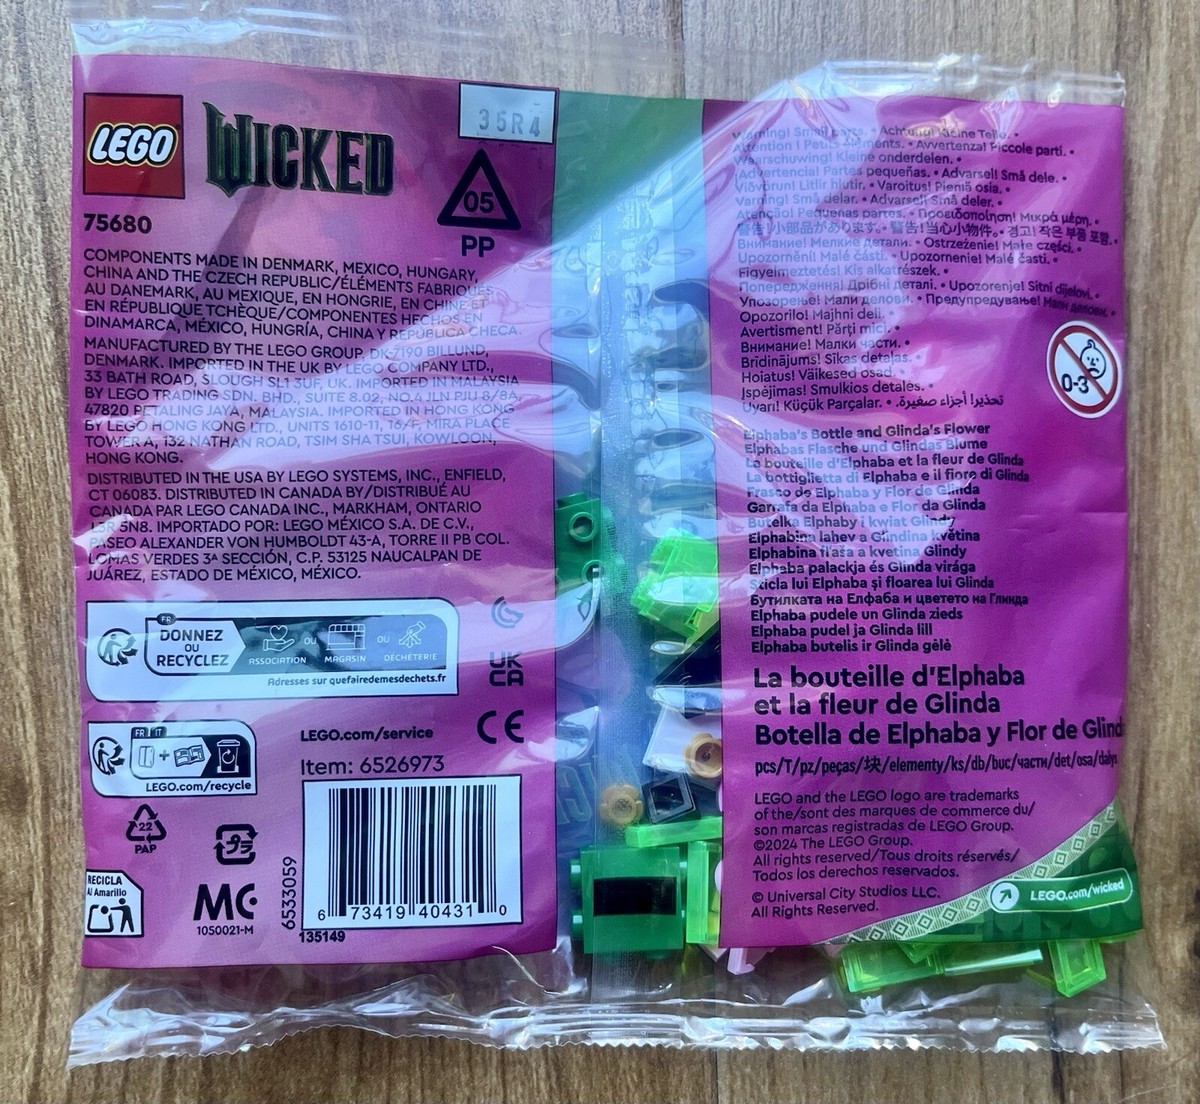 LEGO
WICKED
35R4
05
PP
75680
COMPONENTS MADE IN DENMARK, MEXICO, HUNGARY,
CHINA AND THE CZECH REPUBLIC/ÉLÉMENTS FABRIQUÉS
AU DANEMARK, AU MEXIQUE, EN HONGRIE, EN CHINE ET
EN RÉPUBLIQUE TCHÈQUE/COMPONENTES HECHOS EN
DINAMARCA, MÉXICO, HUNGRÍA, CHINA Y REPÚBLICA CHECA.
MANUFACTURED BY THE LEGO GROUP, DK-7190 BILLUND,
DENMARK. IMPORTED IN THE UK BY LEGO COMPANY LTD.,
33 BATH ROAD, SLOUGH SL1 3UF, UK. IMPORTED IN MALAYSIA
BY LEGO TRADING SDN. BHD., SUITE 8.02, NO.4 JLN PJU 8/8A,
47820 PETALING JAYA, MALAYSIA. IMPORTED IN HONG KONG
BY LEGO HONG KONG LTD., UNITS 1610-11, 16/F, MIRA PLACE
TOWER A, 132 NATHAN ROAD, TSIM SHA TSUI, KOWLOON,
HONG KONG.
DISTRIBUTED IN THE USA BY LEGO SYSTEMS, INC., ENFIELD,
CT 06083. DISTRIBUTED IN CANADA BY/DISTRIBUÉ AU
CANADA PAR LEGO CANADA INC., MARKHAM, ONTARIO
L3R 5N8. IMPORTADO POR: LEGO MÉXICO S.A. DE C.V.,
PASEO ALEXANDER VON HUMBOLDT 43-A, TORRE II PB COL.
LOMAS VERDES 3ª SECCIÓN, C.P. 53125 NAUCALPAN DE
JUÁREZ, ESTADO DE MÉXICO, MÉXICO.
FR
DONNEZ
OU
RECYCLEZ
ASSOCIATION OU MAGASIN OU DÉCHÈTERIE
Adresses sur quefairedemesdechets.fr
UK
CA
CE
FR IT
LEGO.com/recycle
LEGO.com/service
Item: 6526973
22
PAP
RECICLA
Al Amarillo
MC
1050021-M
6533059
6 73419 40431 0
135149
Warning! Small parts. • Achtung! Kleine Teile. •
Attention ! Petits éléments. • Avvertenza! Piccole parti. •
Waarschuwing! Kleine onderdelen. •
¡Advertencia! Partes pequeñas. • Advarsel! Små dele. •
Viðvörun! Litlir hlutir. • Varoitus! Pieniä osia. •
Varning! Små delar. • Advarsel! Små deler. •
Atenção! Pequenas partes. • Προειδοποίηση! Μικρά μέρη. •
警告！小部品があります。• 警告！当心小物件。• 경고! 작은 부품 포함. •
Внимание! Мелкие детали. • Ostrzeżenie! Małe części. •
Upozornění! Malé části. • Upozornenie! Malé časti. •
Figyelmeztetés! Kis alkatrészek. •
Попередження! Дрібні деталі. • Upozorenje! Sitni dijelovi. •
Упозорење! Мали делови. • Предупредување! Мали делови. •
Opozorilo! Majhni deli. •
Avertisment! Părți mici. •
Внимание! Малки части. •
Brīdinājums! Sīkas detaļas. •
Hoiatus! Väikesed osad. •
Įspėjimas! Smulkios detalės. •
Uyarı! Küçük Parçalar. • تحذير! أجزاء صغيرة.
0-3
Elphaba's Bottle and Glinda's Flower
Elphabas Flasche und Glindas Blume
La bouteille d'Elphaba et la fleur de Glinda
La bottiglietta di Elphaba e il fiore di Glinda
Frasco de Elphaba y Flor de Glinda
Garrafa da Elphaba e Flor da Glinda
Butelka Elphaby i kwiat Glindy
Elphabina lahev a Glindina květina
Elphabina fľaša a kvetina Glindy
Elphaba palackja és Glinda virága
Sticla lui Elphaba și floarea lui Glinda
Бутилката на Елфаба и цветето на Глинда
Elphaba pudele un Glinda zieds
Elphaba pudel ja Glinda lill
Elphaba butelis ir Glinda gėlė
La bouteille d'Elphaba
et la fleur de Glinda
Botella de Elphaba y Flor de Glind
pcs/T/pz/peças/块/elementy/ks/db/buc/части/det/osa/dalys
LEGO and the LEGO logo are trademarks
of the/sont des marques de commerce du/
son marcas registradas de LEGO Group.
©2024 The LEGO Group.
All rights reserved/Tous droits réservés/
Todos los derechos reservados.
© Universal City Studios LLC.
All Rights Reserved.
LEGO.com/wicked